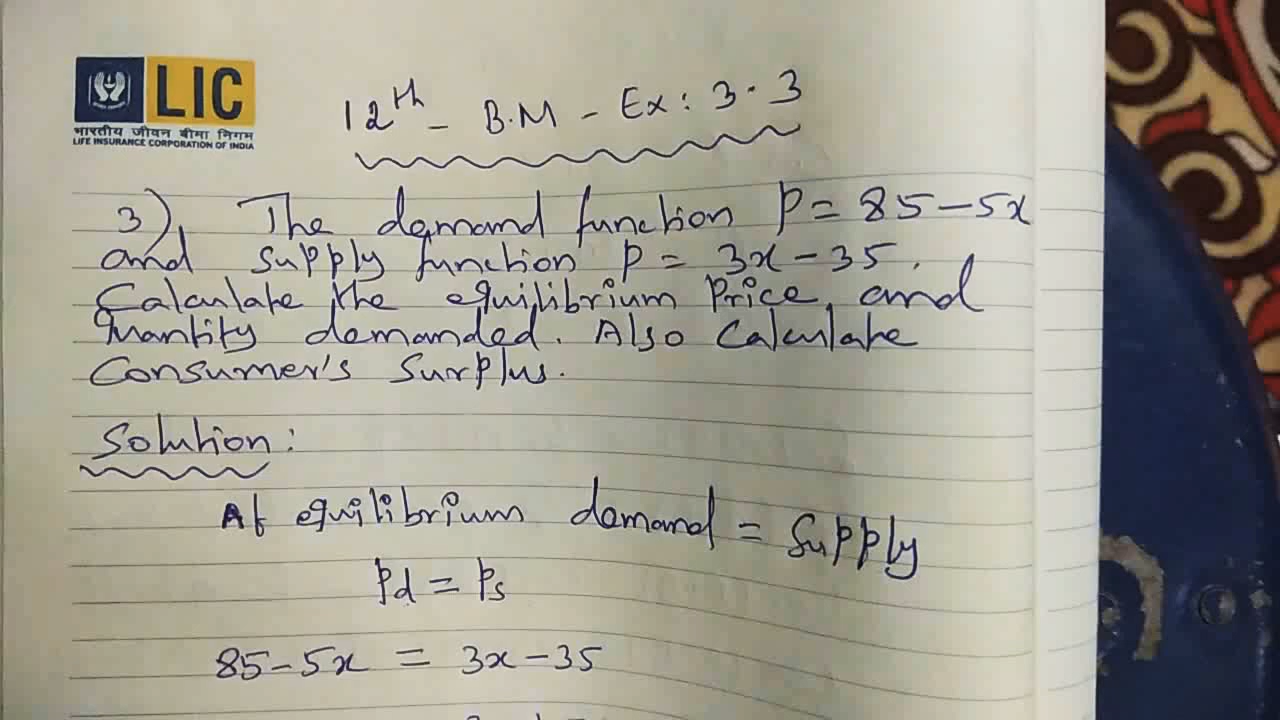 LIC
भारतीय जीवन बीमा निगम
LIFE INSURANCE CORPORATION OF INDIA
12th - B.M - Ex: 3.3
3) The demand function P = 85-5x
and supply function P = 3x-35.
Calculate the equilibrium Price and
Quantity demanded. Also Calculate
Consumer's Surplus.
Solution:
At equilibrium demand = Supply
Pd = Ps
85-5x = 3x-35